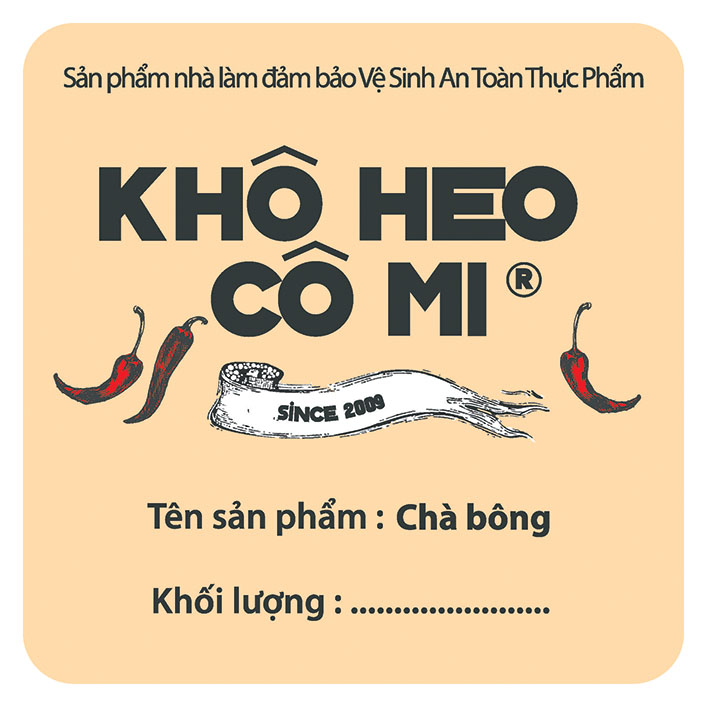 Sản phẩm nhà làm đảm bảo Vệ Sinh An Toàn Thực Phẩm
KHÔ HEO
CÔ MI ®
SINCE 2009
Tên sản phẩm : Chà bông
Khối lượng : .......................